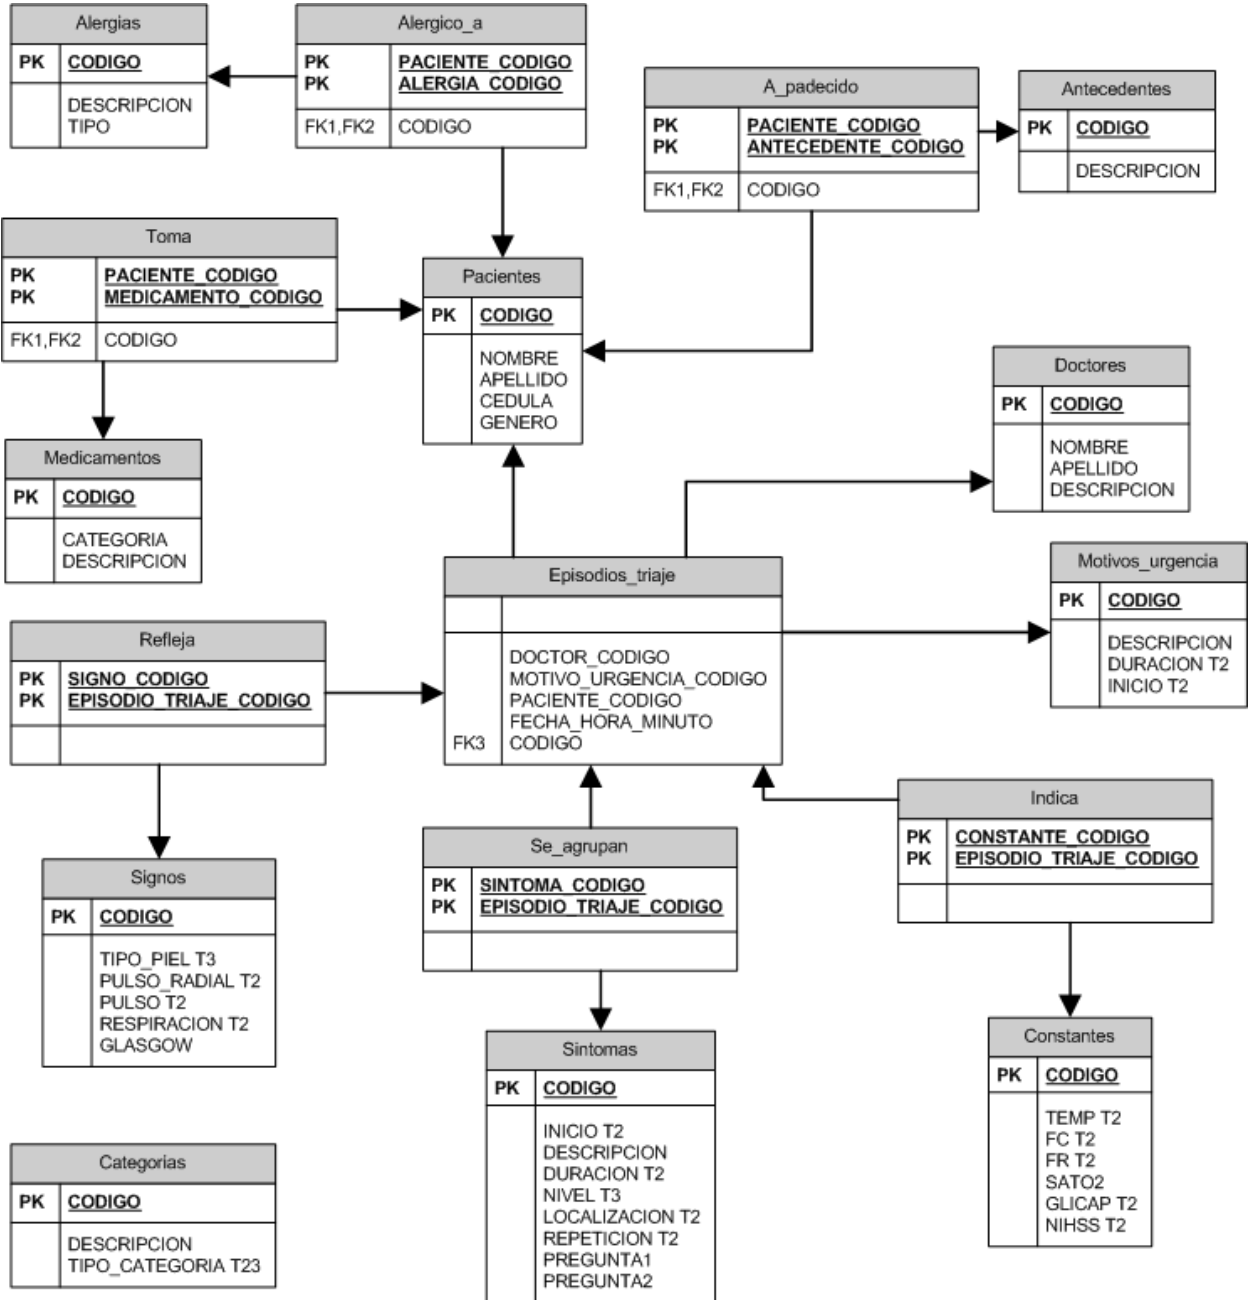 Alergias
PK CODIGO
DESCRIPCION
TIPO
Alergico_a
PK PACIENTE_CODIGO
PK ALERGIA_CODIGO
FK1,FK2 CODIGO
A_padecido
PK PACIENTE_CODIGO
PK ANTECEDENTE_CODIGO
FK1,FK2 CODIGO
Antecedentes
PK CODIGO
DESCRIPCION
Toma
PK PACIENTE_CODIGO
PK MEDICAMENTO_CODIGO
FK1,FK2 CODIGO
Pacientes
PK CODIGO
NOMBRE
APELLIDO
CEDULA
GENERO
Doctores
PK CODIGO
NOMBRE
APELLIDO
DESCRIPCION
Medicamentos
PK CODIGO
CATEGORIA
DESCRIPCION
Episodios_triaje
DOCTOR_CODIGO
MOTIVO_URGENCIA_CODIGO
PACIENTE_CODIGO
FECHA_HORA_MINUTO
FK3 CODIGO
Motivos_urgencia
PK CODIGO
DESCRIPCION
DURACION T2
INICIO T2
Refleja
PK SIGNO_CODIGO
PK EPISODIO_TRIAJE_CODIGO
Indica
PK CONSTANTE_CODIGO
PK EPISODIO_TRIAJE_CODIGO
Se_agrupan
PK SINTOMA_CODIGO
PK EPISODIO_TRIAJE_CODIGO
Signos
PK CODIGO
TIPO_PIEL T3
PULSO_RADIAL T2
PULSO T2
RESPIRACION T2
GLASGOW
Sintomas
PK CODIGO
INICIO T2
DESCRIPCION
DURACION T2
NIVEL T3
LOCALIZACION T2
REPETICION T2
PREGUNTA1
PREGUNTA2
Constantes
PK CODIGO
TEMP T2
FC T2
FR T2
SATO2
GLICAP T2
NIHSS T2
Categorias
PK CODIGO
DESCRIPCION
TIPO_CATEGORIA T23